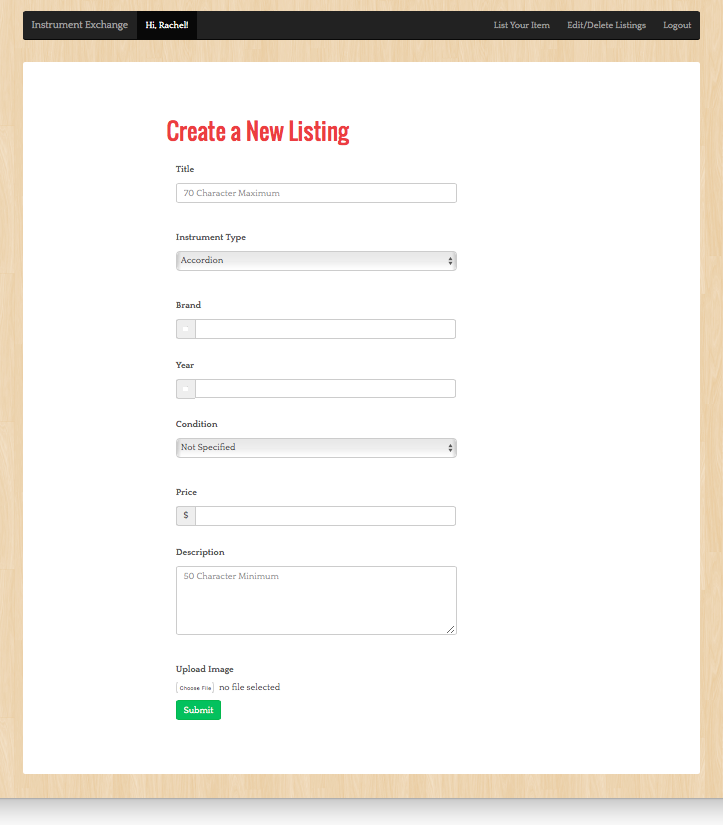 Instrument Exchange Hi, Rachel! List Your Item Edit/Delete Listings Logout
Create a New Listing
Title
70 Character Maximum
Instrument Type
Accordion
Brand
Year
Condition
Not Specified
Price
$
Description
50 Character Minimum
Upload Image
Choose File no file selected
Submit